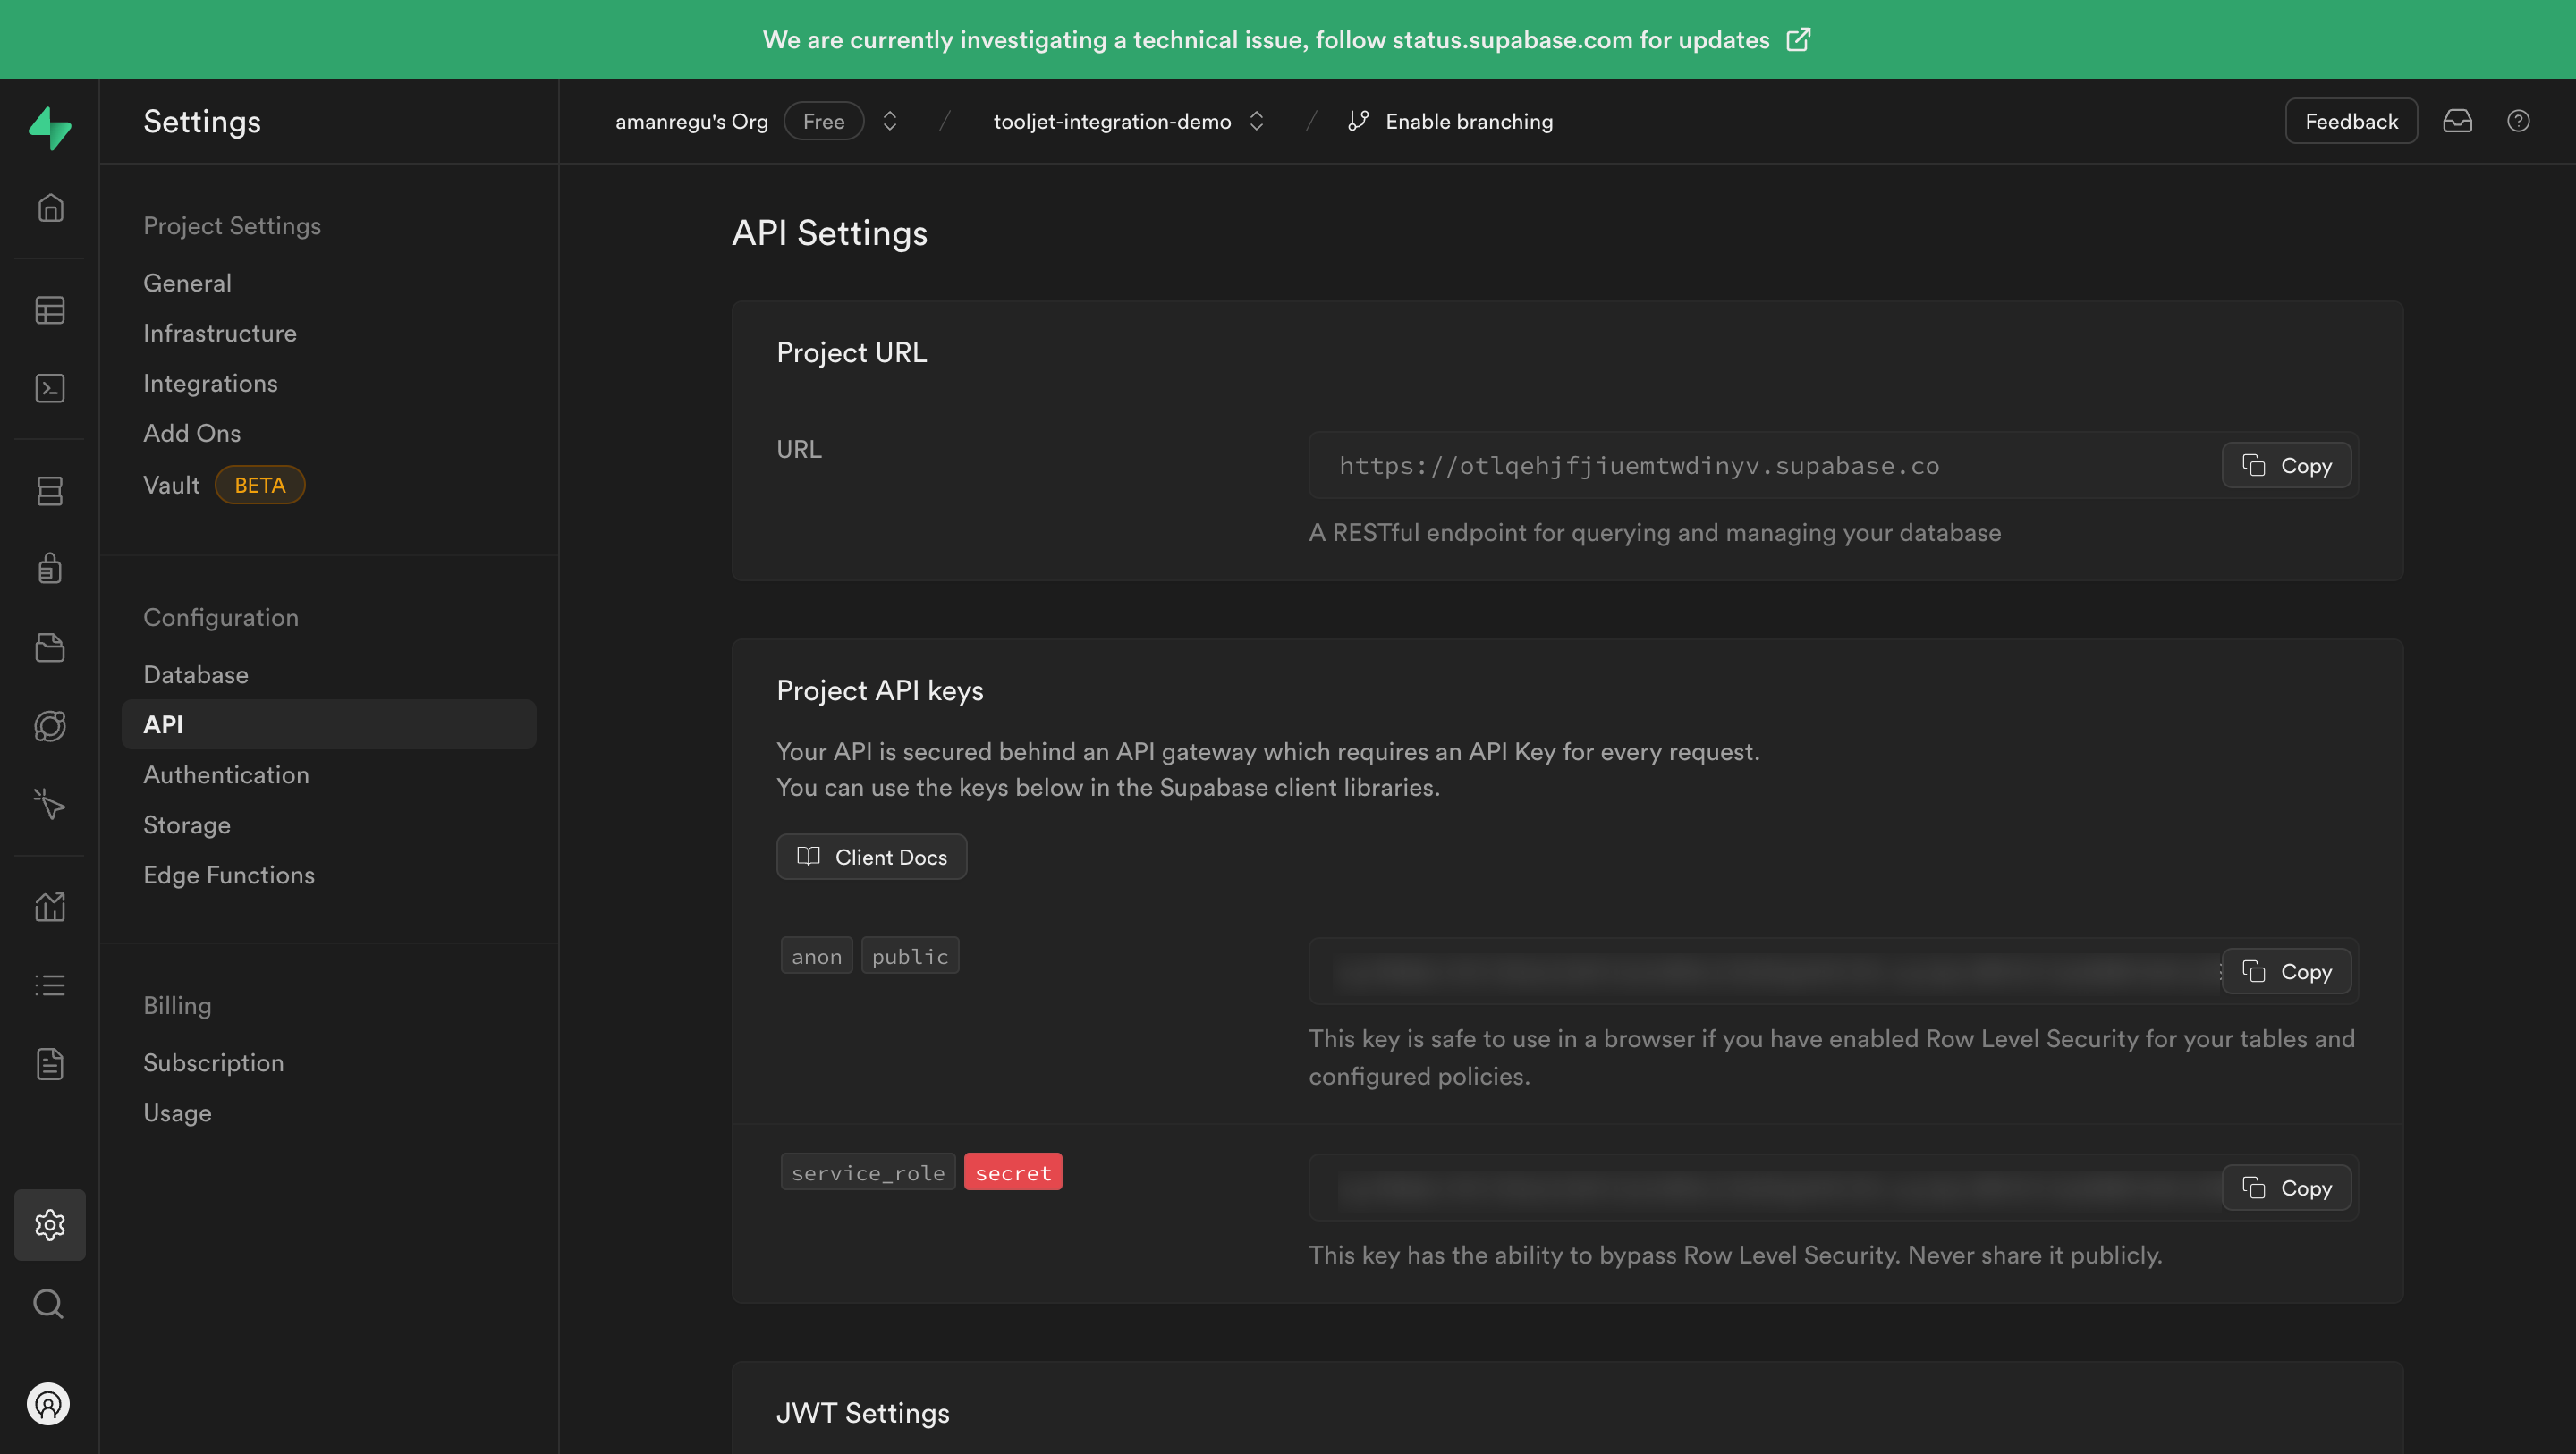 We are currently investigating a technical issue, follow status.supabase.com for updates
Settings
amanregu's Org Free / tooljet-integration-demo / Enable branching
Feedback
Project Settings
General
Infrastructure
Integrations
Add Ons
Vault BETA
Configuration
Database
API
Authentication
Storage
Edge Functions
Billing
Subscription
Usage
API Settings
Project URL
URL
https://otlqehjfjiuemtwdinyv.supabase.co
Copy
A RESTful endpoint for querying and managing your database
Project API keys
Your API is secured behind an API gateway which requires an API Key for every request.
You can use the keys below in the Supabase client libraries.
Client Docs
anon public
Copy
This key is safe to use in a browser if you have enabled Row Level Security for your tables and
configured policies.
service_role secret
Copy
This key has the ability to bypass Row Level Security. Never share it publicly.
JWT Settings